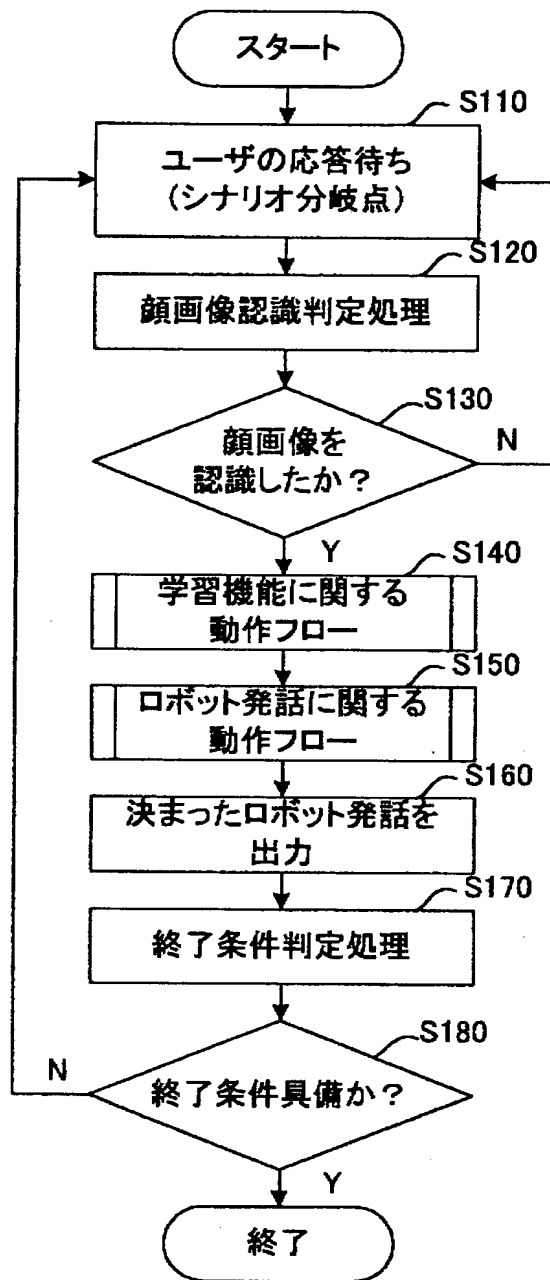 スタート
S110
ユーザの応答待ち
(シナリオ分岐点)
S120
顔画像認識判定処理
S130
顔画像を
認識したか?
N
Y
S140
学習機能に関する
動作フロー
S150
ロボット発話に関する
動作フロー
S160
決まったロボット発話を
出力
S170
終了条件判定処理
S180
N
終了条件具備か?
Y
終了